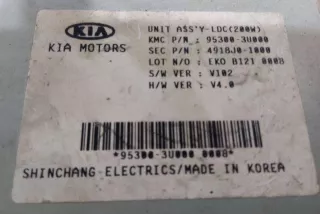 KIA
KIA MOTORS
UNIT ASS'Y-LDC(200W)
KMC P/N : 95300-3U000
SEC P/N : 4918J0-1000
LOT N/O : EKO B121 000B
S/W VER : V102
H/W VER : V4.0
*95300-3U000 000B*
SHINCHANG ELECTRICS/MADE IN KOREA